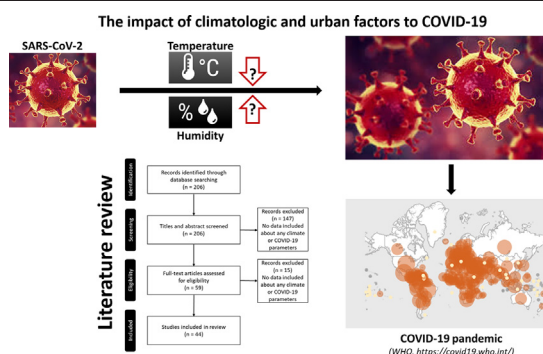 The impact of climatologic and urban factors to COVID-19
SARS-CoV-2
Temperature
°C
?
%
?
Humidity
Literature review
Identification
Records identified through
database searching
(n = 206)
Screening
Titles and abstract screened
(n = 206)
Records excluded
(n = 147)
No data included
about any climate
or COVID-19
parameters
Eligibility
Full-text articles assessed
for eligibility
(n = 59)
Records excluded
(n = 15)
No data included
about any climate
or COVID-19
parameters
Included
Studies included in review
(n = 44)
COVID-19 pandemic
(WHO, https://covid19.who.int/)